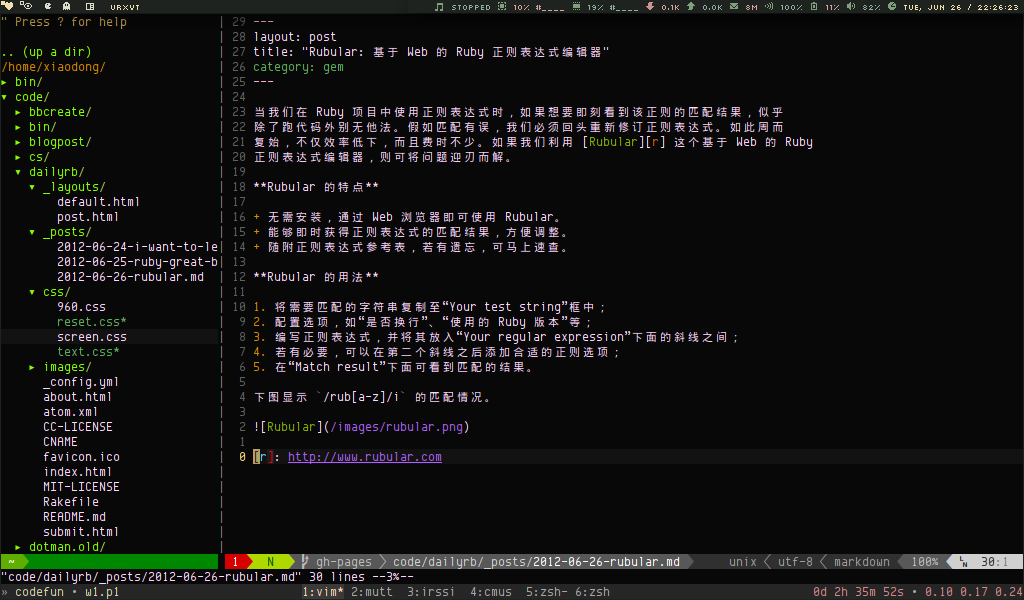 URXVT
STOPPED 10% #____ 19% #____ 0.1K 0.0K 8M 100% 11% 82% TUE, JUN 26 / 22:26:23
" Press ? for help
.. (up a dir)
/home/xiaodong/
▸ bin/
▾ code/
▸ bbcreate/
▸ bin/
▸ blogpost/
▸ cs/
▾ dailyrb/
▾ _layouts/
default.html
post.html
▾ _posts/
2012-06-24-i-want-to-le
2012-06-25-ruby-great-b
2012-06-26-rubular.md
▾ css/
960.css
reset.css*
screen.css
text.css*
▸ images/
_config.yml
about.html
atom.xml
CC-LICENSE
CNAME
favicon.ico
index.html
MIT-LICENSE
Rakefile
README.md
submit.html
▸ dotman.old/
~
29 ---
28 layout: post
27 title: "Rubular: 基于 Web 的 Ruby 正则表达式编辑器"
26 category: gem
25 ---
24
23 当我们在 Ruby 项目中使用正则表达式时，如果想要即刻看到该正则的匹配结果，似乎
22 除了跑代码外别无他法。假如匹配有误，我们必须回头重新修订正则表达式。如此周而
21 复始，不仅效率低下，而且费时不少。如果我们利用 [Rubular][r] 这个基于 Web 的 Ruby
20 正则表达式编辑器，则可将问题迎刃而解。
19
18 **Rubular 的特点**
17
16 + 无需安装，通过 Web 浏览器即可使用 Rubular。
15 + 能够即时获得正则表达式的匹配结果，方便调整。
14 + 随附正则表达式参考表，若有遗忘，可马上速查。
13
12 **Rubular 的用法**
11
10 1. 将需要匹配的字符串复制至“Your test string”框中；
9 2. 配置选项，如“是否换行”、“使用的 Ruby 版本”等；
8 3. 编写正则表达式，并将其放入“Your regular expression”下面的斜线之间；
7 4. 若有必要，可以在第二个斜线之后添加合适的正则选项；
6 5. 在“Match result”下面可看到匹配的结果。
5
4 下图显示 `/rub[a-z]/i` 的匹配情况。
3
2 ![Rubular](/images/rubular.png)
1
0 [r]: http://www.rubular.com
1 N gh-pages code/dailyrb/_posts/2012-06-26-rubular.md unix utf-8 markdown 100% LN 30:1
"code/dailyrb/_posts/2012-06-26-rubular.md" 30 lines --3%--
» codefun • w1.p1 1:vim* 2:mutt 3:irssi 4:cmus 5:zsh- 6:zsh 0d 2h 35m 52s • 0.10 0.17 0.24